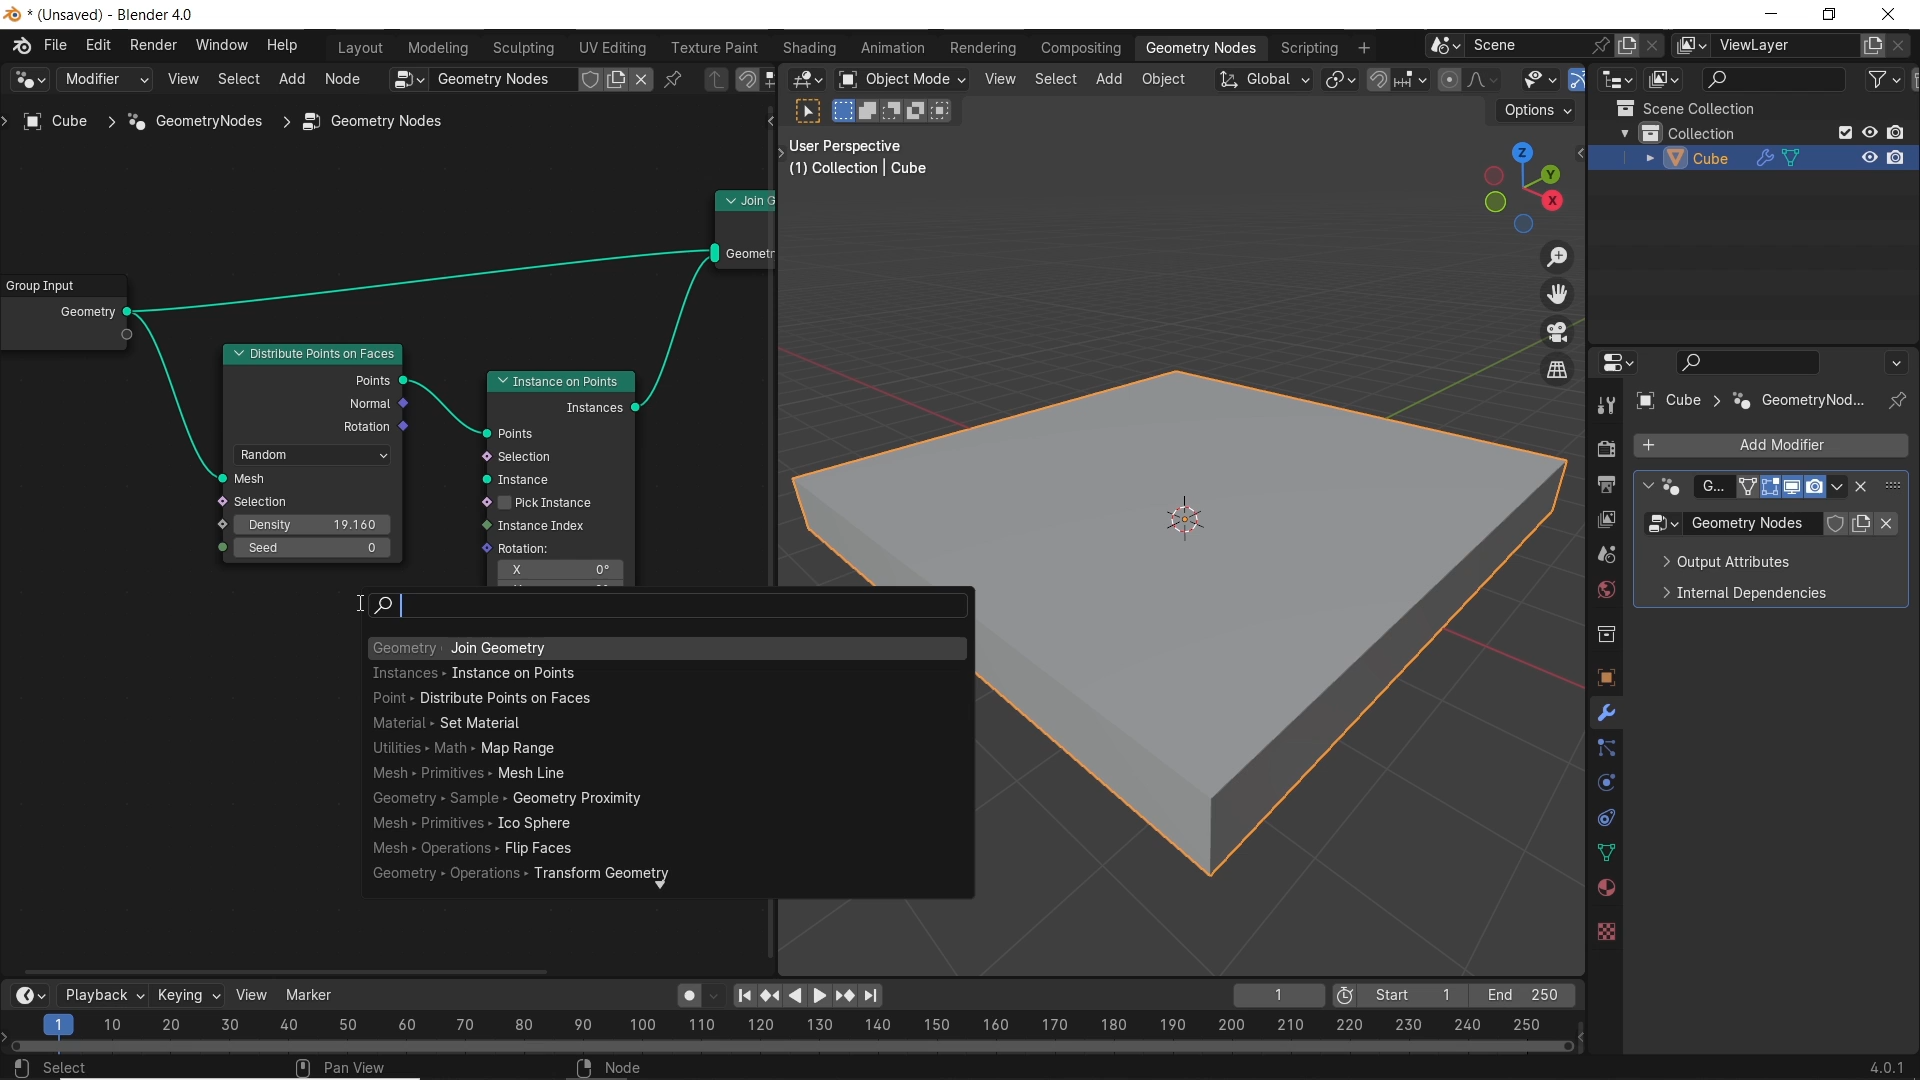 * (Unsaved) - Blender 4.0
File Edit Render Window Help
Layout Modeling Sculpting UV Editing Texture Paint Shading Animation Rendering Compositing Geometry Nodes Scripting +
Scene
ViewLayer
Modifier View Select Add Node
Geometry Nodes
Object Mode View Select Add Object
Global
Options
Cube > GeometryNodes > Geometry Nodes
User Perspective
(1) Collection | Cube
Z
Y
X
Scene Collection
Collection
Cube
Join G
Geometr
Group Input
Geometry
Distribute Points on Faces
Points
Normal
Rotation
Random
Mesh
Selection
Density 19.160
Seed 0
Instance on Points
Instances
Points
Selection
Instance
Pick Instance
Instance Index
Rotation:
X 0°
Geometry Join Geometry
Instances Instance on Points
Point Distribute Points on Faces
Material Set Material
Utilities Math Map Range
Mesh Primitives Mesh Line
Geometry Sample Geometry Proximity
Mesh Primitives Ico Sphere
Mesh Operations Flip Faces
Geometry Operations Transform Geometry
Cube > GeometryNod...
+ Add Modifier
G...
Geometry Nodes
Output Attributes
Internal Dependencies
Playback Keying View Marker
1
Start 1
End 250
1 10 20 30 40 50 60 70 80 90 100 110 120 130 140 150 160 170 180 190 200 210 220 230 240 250
Select
Pan View
Node
4.0.1